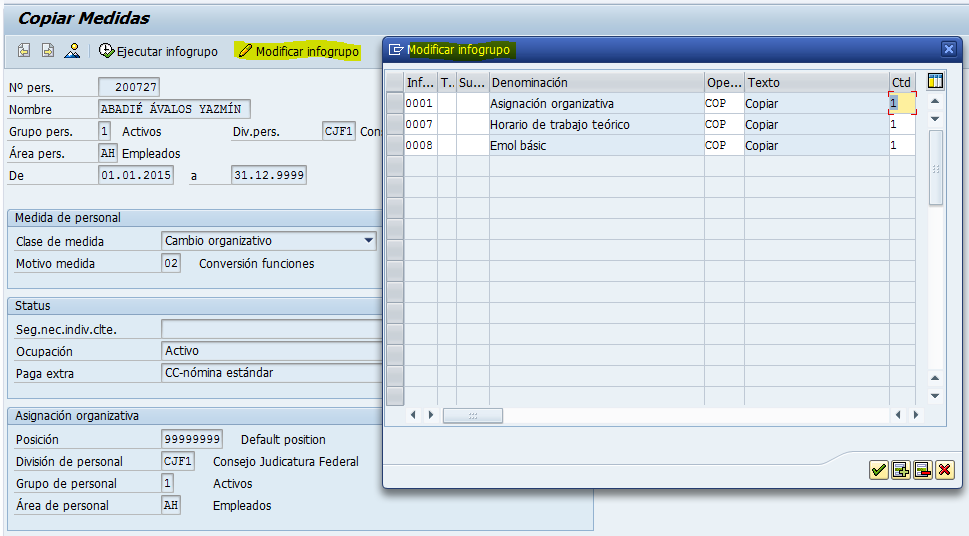 Copiar Medidas
Ejecutar infogrupo Modificar infogrupo
Nº pers. 200727
Nombre ABADIÉ ÁVALOS YAZMÍN
Grupo pers. 1 Activos Div.pers. CJF1 Con
Área pers. AH Empleados
De 01.01.2015 a 31.12.9999
Medida de personal
Clase de medida Cambio organizativo
Motivo medida 02 Conversión funciones
Status
Seg.nec.indiv.clte.
Ocupación Activo
Paga extra CC-nómina estándar
Asignación organizativa
Posición 99999999 Default position
División de personal CJF1 Consejo Judicatura Federal
Grupo de personal 1 Activos
Área de personal AH Empleados
Modificar infogrupo
Inf... T.. Su... Denominación Ope... Texto Ctd
0001 Asignación organizativa COP Copiar 1
0007 Horario de trabajo teórico COP Copiar 1
0008 Emol básic COP Copiar 1